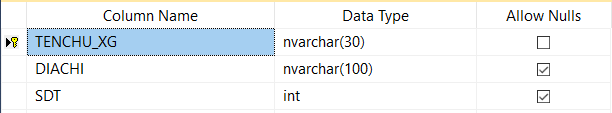 Column Name Data Type Allow Nulls
TENCHU_XG nvarchar(30)
DIACHI nvarchar(100)
SDT int